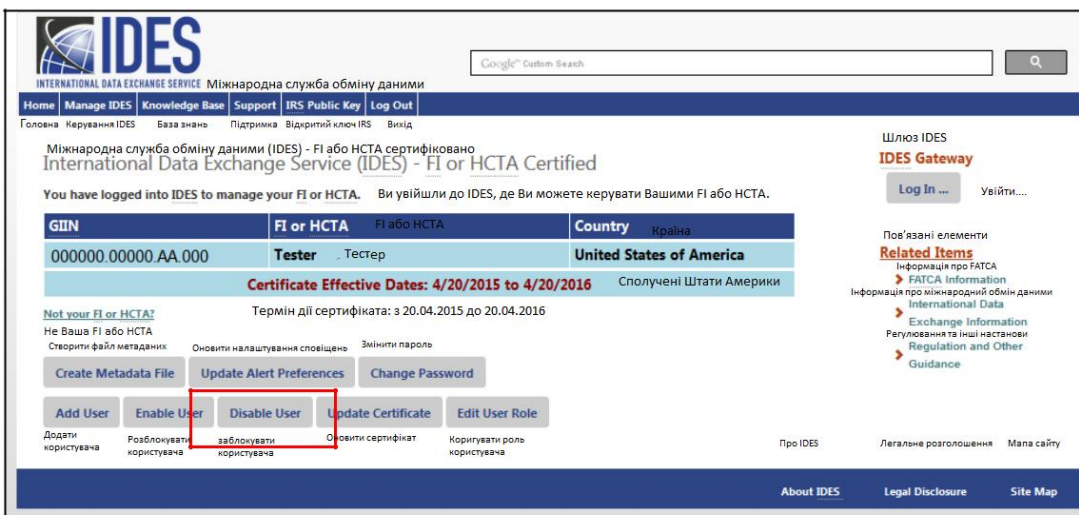 IDES
INTERNATIONAL DATA EXCHANGE SERVICE Міжнародна служба обміну даними
Google™ Custom Search
Home Manage IDES Knowledge Base Support IRS Public Key Log Out
Головна Керування IDES База знань Підтримка Відкритий ключ IRS Вихід
Міжнародна служба обміну даними (IDES) - FI або HCTA сертифіковано
International Data Exchange Service (IDES) - FI or HCTA Certified
You have logged into IDES to manage your FI or HCTA. Ви увійшли до IDES, де Ви можете керувати Вашими FI або HCTA.
GIIN FI or HCTA FI або HCTA Country Країна
000000.00000.AA.000 Tester . Тестер United States of America
Certificate Effective Dates: 4/20/2015 to 4/20/2016 Сполучені Штати Америки
Not your FI or HCTA? Термін дії сертифіката: з 20.04.2015 до 20.04.2016
Не Ваша FI або HCTA
Створити файл метаданих Оновити налаштування сповіщень Змінити пароль
Create Metadata File Update Alert Preferences Change Password
Add User Enable User Disable User Update Certificate Edit User Role
Додати користувача
Розблокувати користувача
заблокувати користувача
Оновити сертифікат
Коригувати роль користувача
Шлюз IDES
IDES Gateway
Log In ... Увійти....
Пов'язані елементи
Related Items
Інформація про FATCA
FATCA Information
Інформація про міжнародний обмін даними
International Data
Exchange Information
Регулювання та інші настанови
Regulation and Other
Guidance
Про IDES Легальне розголошення Мапа сайту
About IDES Legal Disclosure Site Map